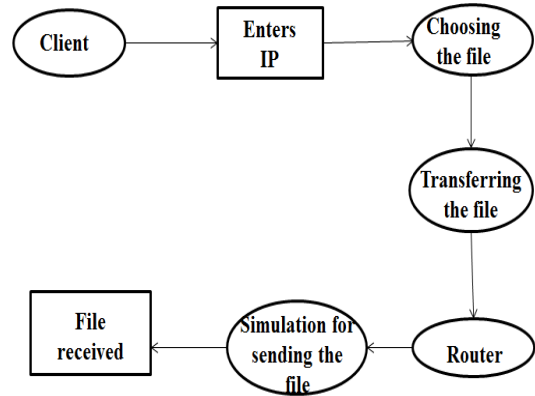 Client
Enters
IP
Choosing
the file
Transferring
the file
Router
Simulation for
sending the
file
File
received